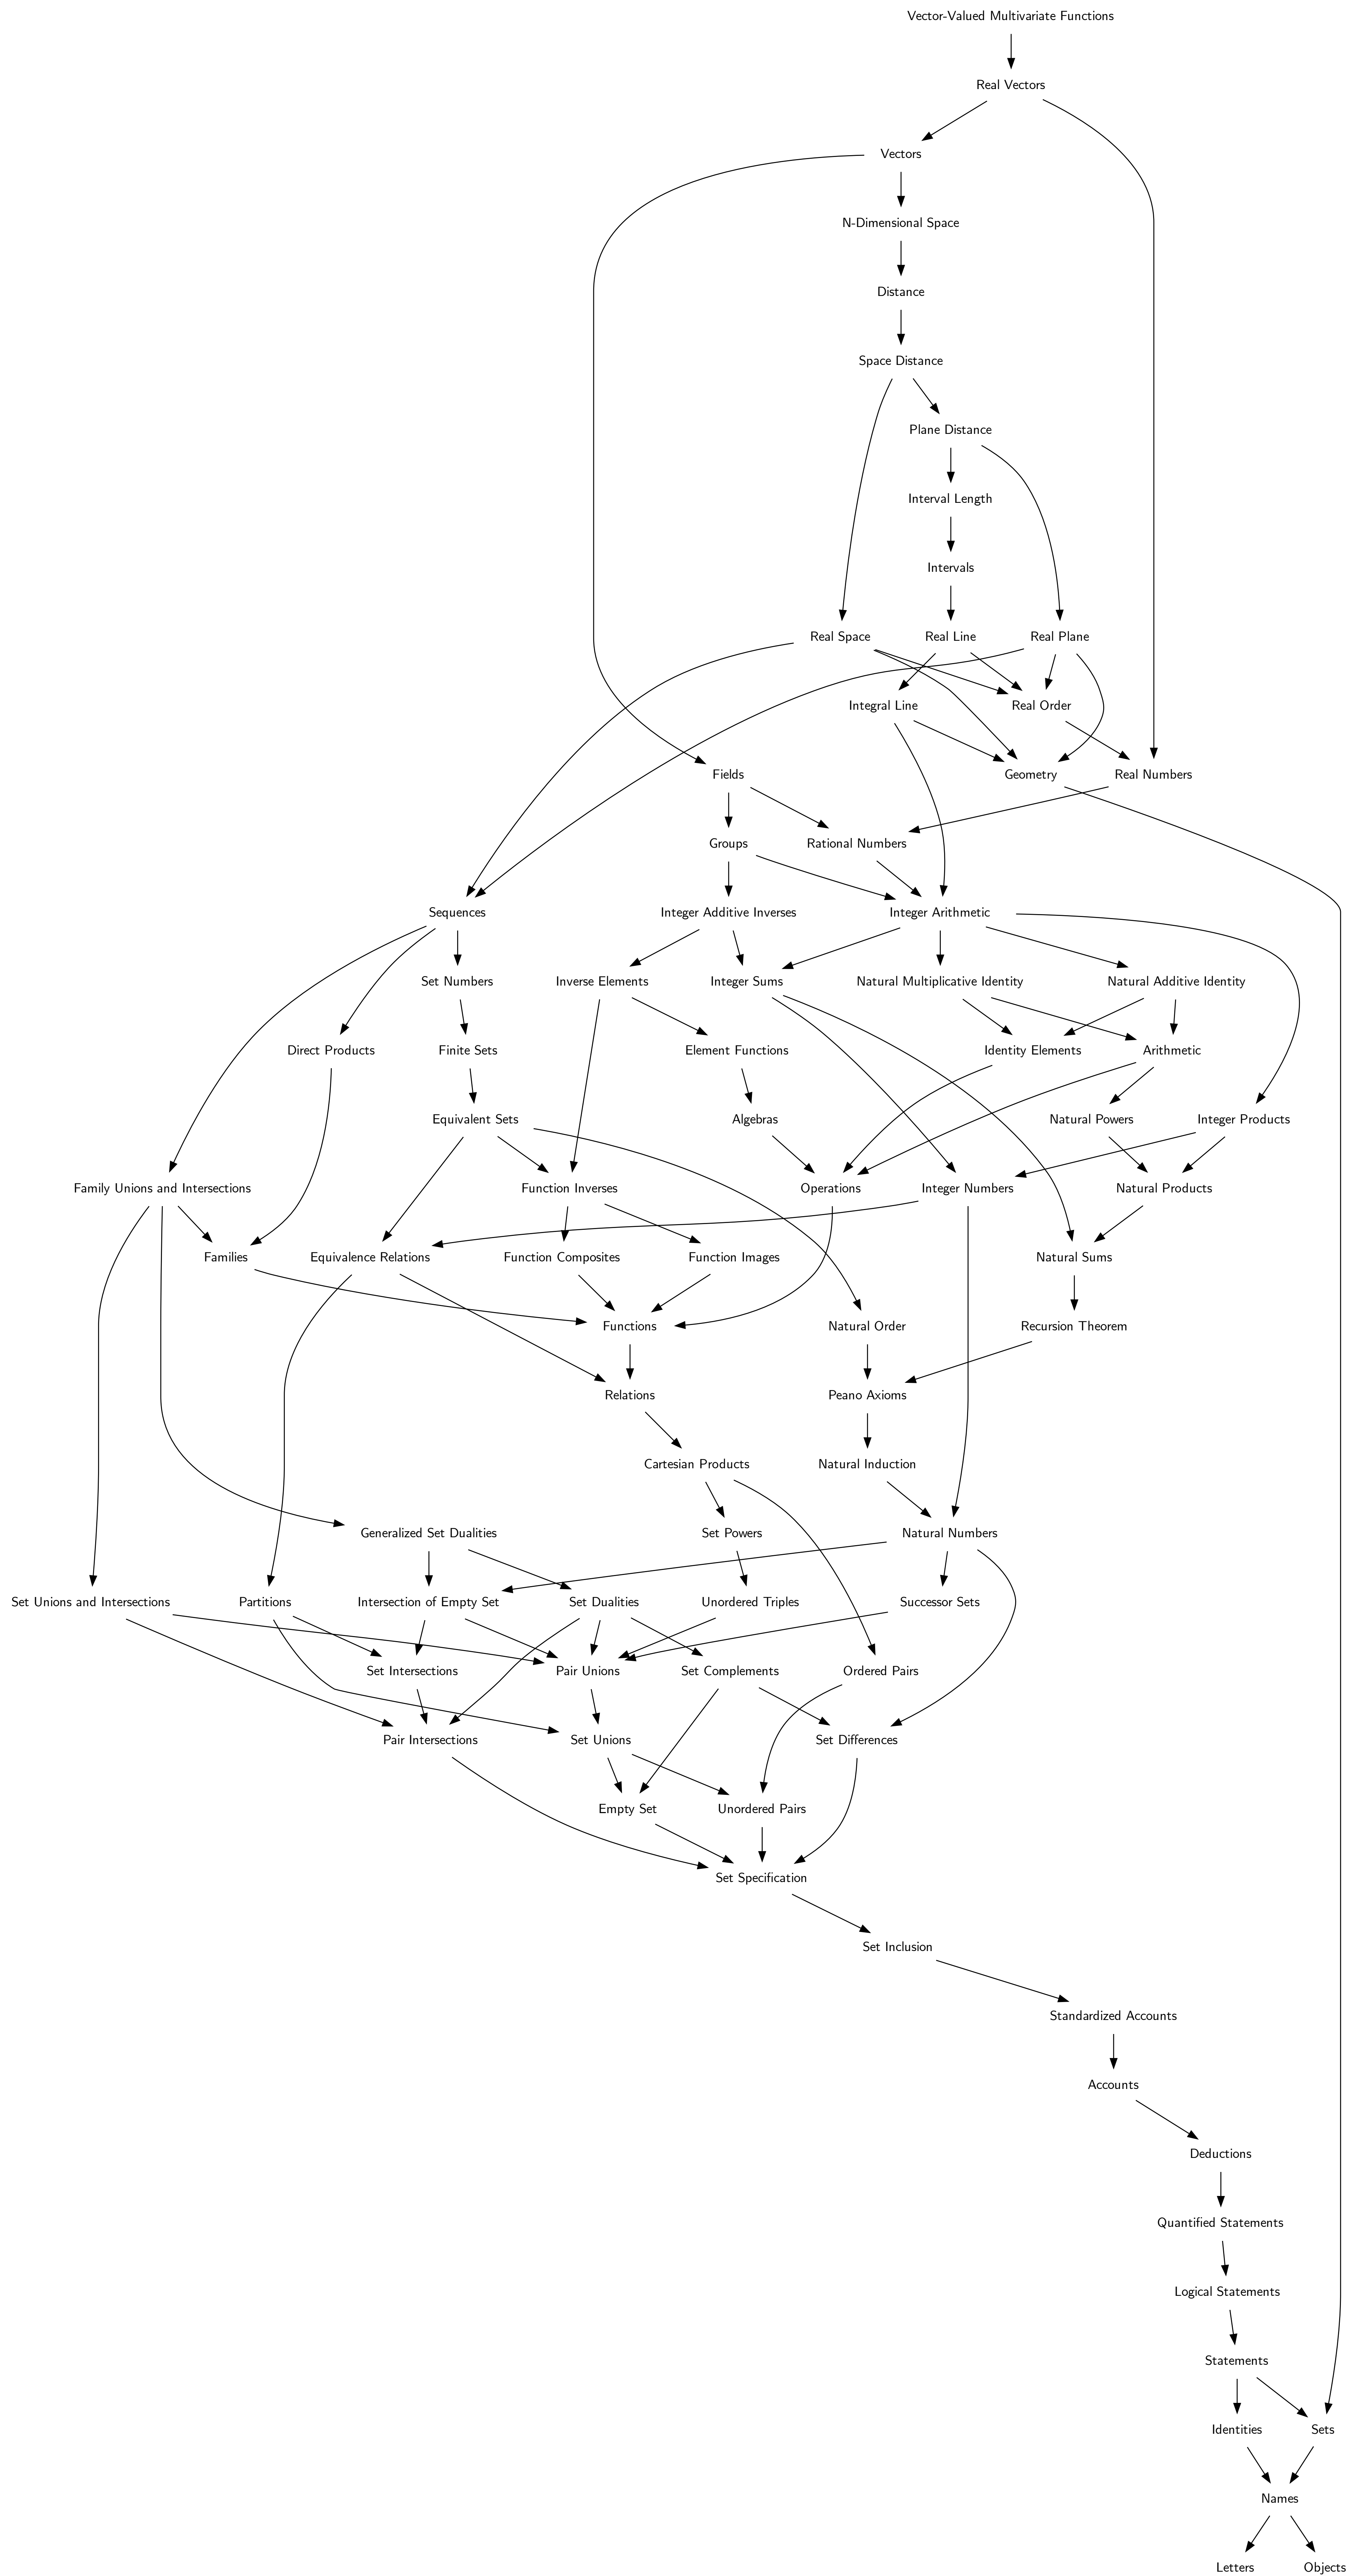 Vector-Valued Multivariate Functions
Real Vectors
Vectors
N-Dimensional Space
Distance
Space Distance
Plane Distance
Interval Length
Intervals
Real Space
Real Line
Real Plane
Integral Line
Real Order
Fields
Geometry
Real Numbers
Groups
Rational Numbers
Sequences
Integer Additive Inverses
Integer Arithmetic
Set Numbers
Inverse Elements
Integer Sums
Natural Multiplicative Identity
Natural Additive Identity
Direct Products
Finite Sets
Element Functions
Identity Elements
Arithmetic
Equivalent Sets
Algebras
Natural Powers
Integer Products
Family Unions and Intersections
Function Inverses
Operations
Integer Numbers
Natural Products
Families
Equivalence Relations
Function Composites
Function Images
Natural Sums
Functions
Natural Order
Recursion Theorem
Relations
Peano Axioms
Cartesian Products
Natural Induction
Generalized Set Dualities
Set Powers
Natural Numbers
Set Unions and Intersections
Partitions
Intersection of Empty Set
Set Dualities
Unordered Triples
Successor Sets
Set Intersections
Pair Unions
Set Complements
Ordered Pairs
Pair Intersections
Set Unions
Set Differences
Empty Set
Unordered Pairs
Set Specification
Set Inclusion
Standardized Accounts
Accounts
Deductions
Quantified Statements
Logical Statements
Statements
Identities
Sets
Names
Letters
Objects